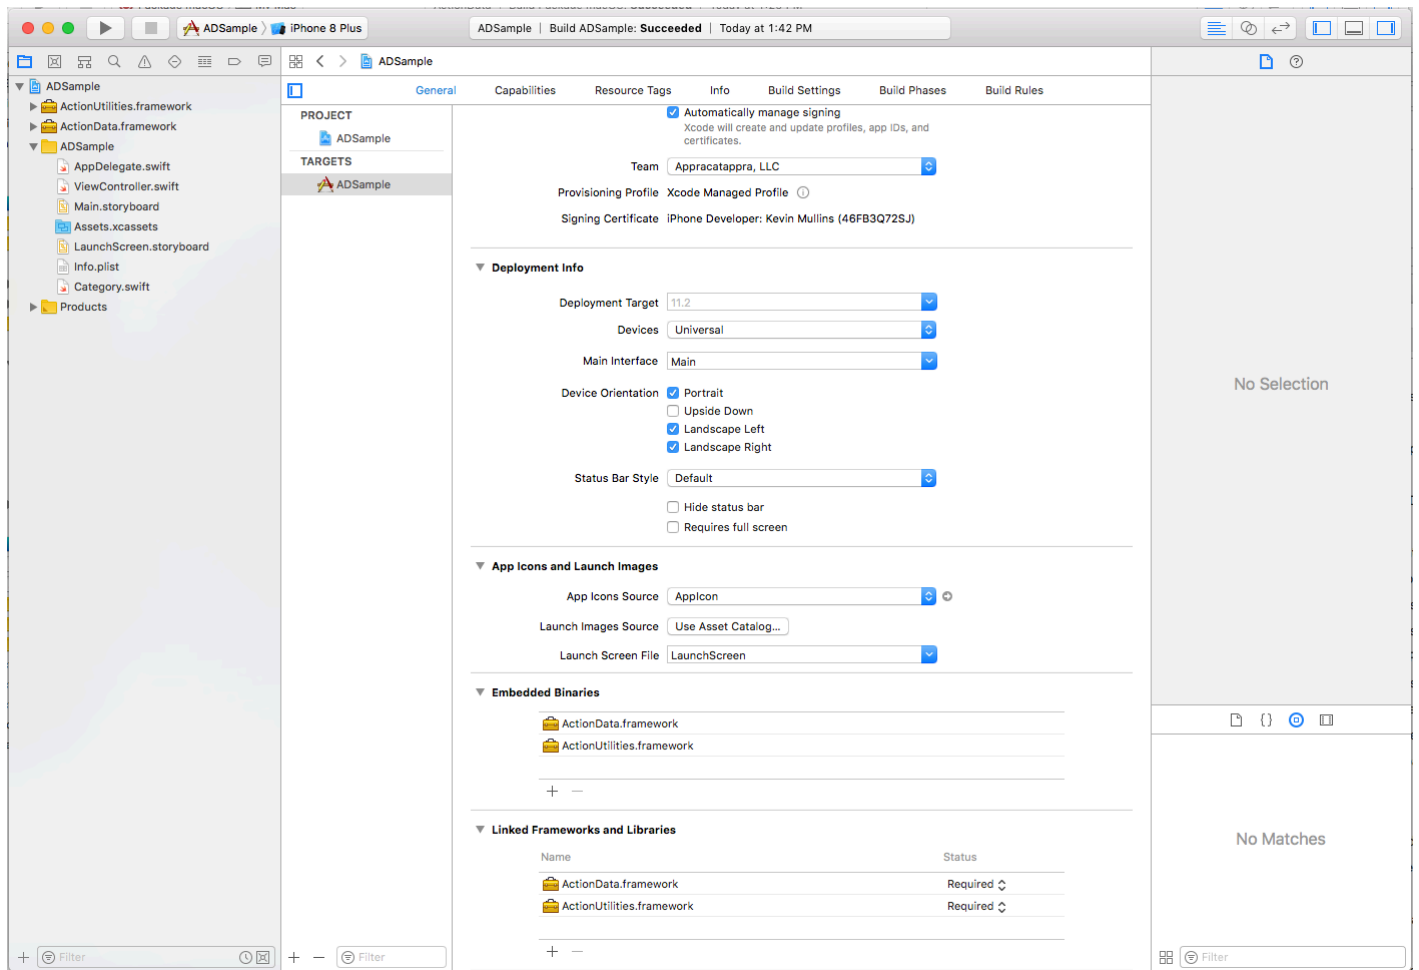 ADSample iPhone 8 Plus
ADSample | Build ADSample: Succeeded | Today at 1:42 PM
ADSample
ActionUtilities.framework
ActionData.framework
ADSample
AppDelegate.swift
ViewController.swift
Main.storyboard
Assets.xcassets
LaunchScreen.storyboard
Info.plist
Category.swift
Products
Filter
ADSample
General Capabilities Resource Tags Info Build Settings Build Phases Build Rules
PROJECT
ADSample
TARGETS
ADSample
Filter
Automatically manage signing
Xcode will create and update profiles, app IDs, and
certificates.
Team Appracatappra, LLC
Provisioning Profile Xcode Managed Profile
Signing Certificate iPhone Developer: Kevin Mullins (46FB3Q72SJ)
Deployment Info
Deployment Target 11.2
Devices Universal
Main Interface Main
Device Orientation Portrait
Upside Down
Landscape Left
Landscape Right
Status Bar Style Default
Hide status bar
Requires full screen
App Icons and Launch Images
App Icons Source AppIcon
Launch Images Source Use Asset Catalog...
Launch Screen File LaunchScreen
Embedded Binaries
ActionData.framework
ActionUtilities.framework
Linked Frameworks and Libraries
Name Status
ActionData.framework Required
ActionUtilities.framework Required
No Selection
No Matches
Filter